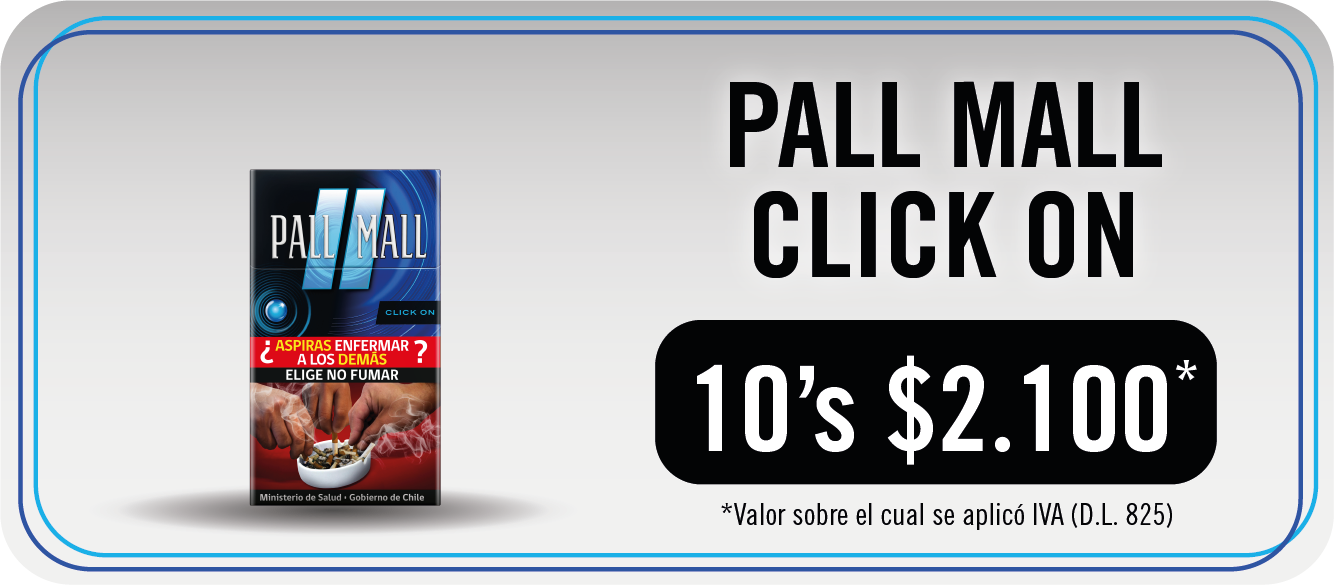 PALL MALL
CLICK ON
¿ASPIRAS ENFERMAR
A LOS DEMÁS?
ELIGE NO FUMAR
Ministerio de Salud • Gobierno de Chile
PALL MALL
CLICK ON
10's $2.100*
*Valor sobre el cual se aplicó IVA (D.L. 825)